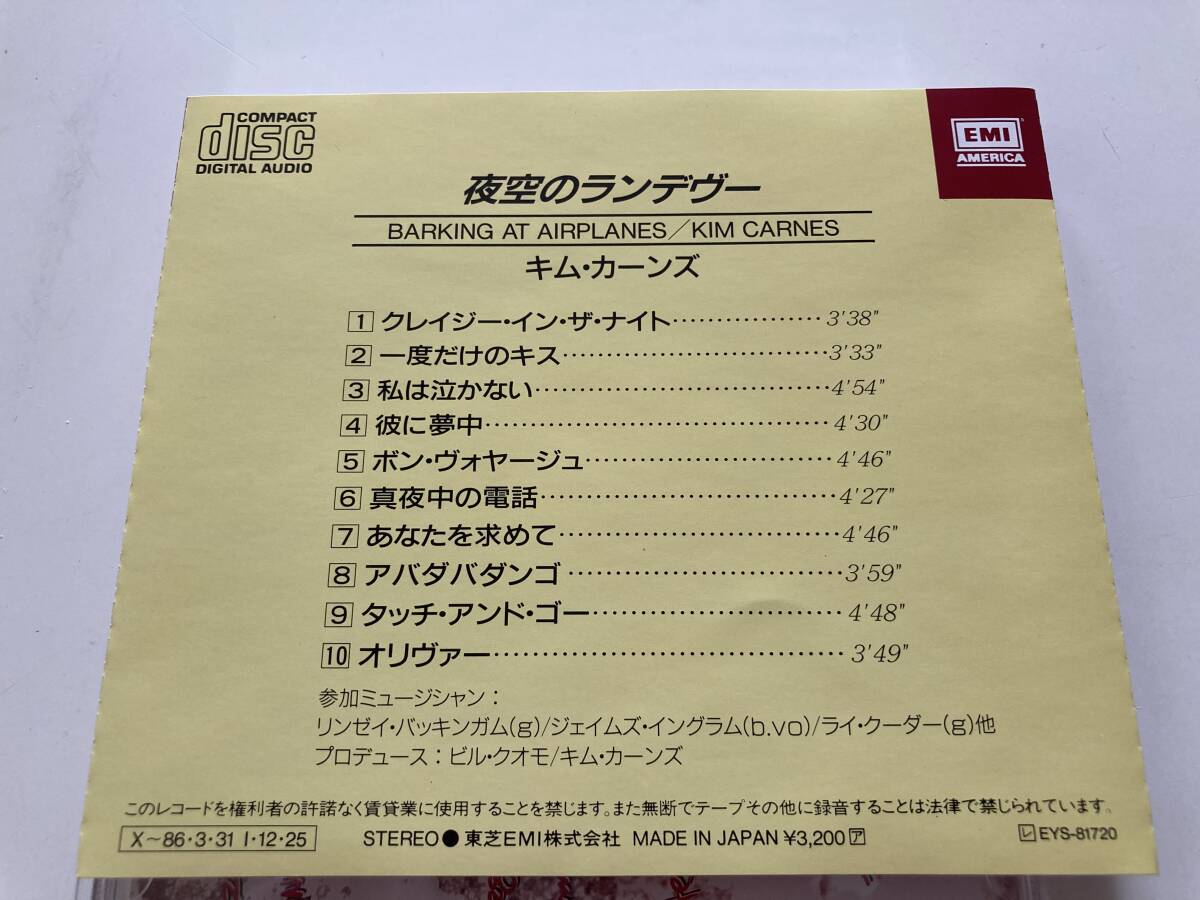 COMPACT
disc
DIGITAL AUDIO
EMI
AMERICA
夜空のランデヴー
BARKING AT AIRPLANES/KIM CARNES
キム・カーンズ
1 クレイジー・イン・ザ・ナイト………………3'38"
2 一度だけのキス…………………………3'33"
3 私は泣かない…………………………4'54"
4 彼に夢中…………………………………4'30"
5 ボン・ヴォヤージュ………………………4'46"
6 真夜中の電話……………………………4'27"
7 あなたを求めて…………………………4'46"
8 アバダバダンゴ…………………………3'59"
9 タッチ・アンド・ゴー………………………4'48"
10 オリヴァー………………………………3'49"
参加ミュージシャン:
リンゼイ・バッキンガム(g)/ジェイムズ・イングラム(b.vo)/ライ・クーダー(g)他
プロデュース:ビル・クオモ/キム・カーンズ
このレコードを権利者の許諾なく賃貸業に使用することを禁じます。また無断でテープその他に録音することは法律で禁じられています。
X〜86・3・31 I・12・25 STEREO● 東芝EMI株式会社 MADE IN JAPAN ¥3,200 ア レ EYS-81720